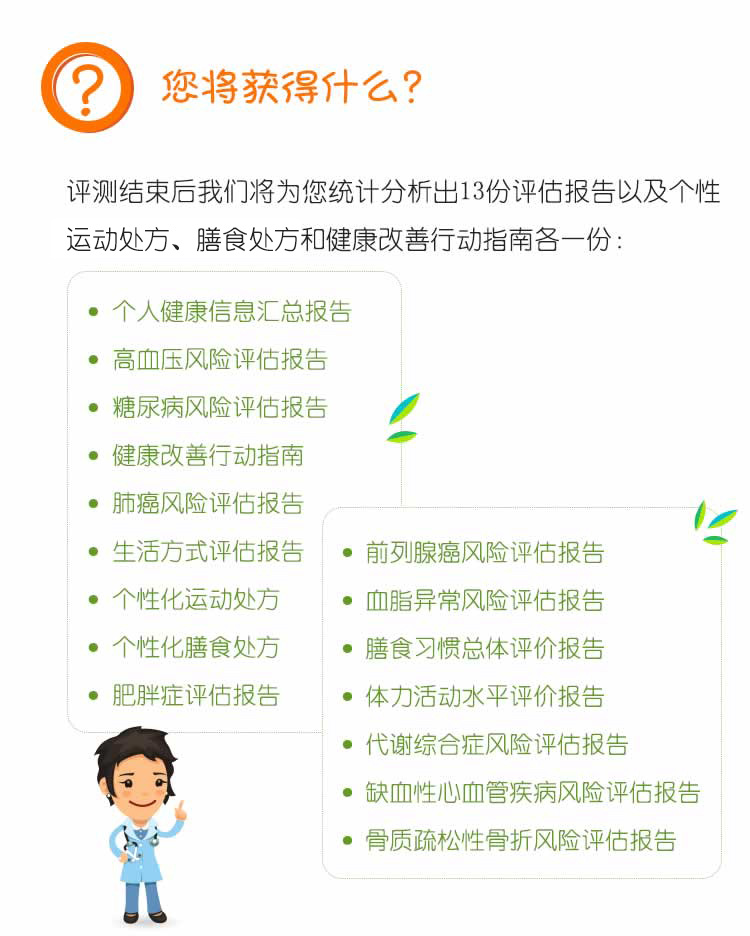 ?
您将获得什么?
评测结束后我们将为您统计分析出13份评估报告以及个性
运动处方、膳食处方和健康改善行动指南各一份:
• 个人健康信息汇总报告
• 高血压风险评估报告
• 糖尿病风险评估报告
• 健康改善行动指南
• 肺癌风险评估报告
• 生活方式评估报告
• 个性化运动处方
• 个性化膳食处方
• 肥胖症评估报告
• 前列腺癌风险评估报告
• 血脂异常风险评估报告
• 膳食习惯总体评价报告
• 体力活动水平评价报告
• 代谢综合症风险评估报告
• 缺血性心血管疾病风险评估报告
• 骨质疏松性骨折风险评估报告